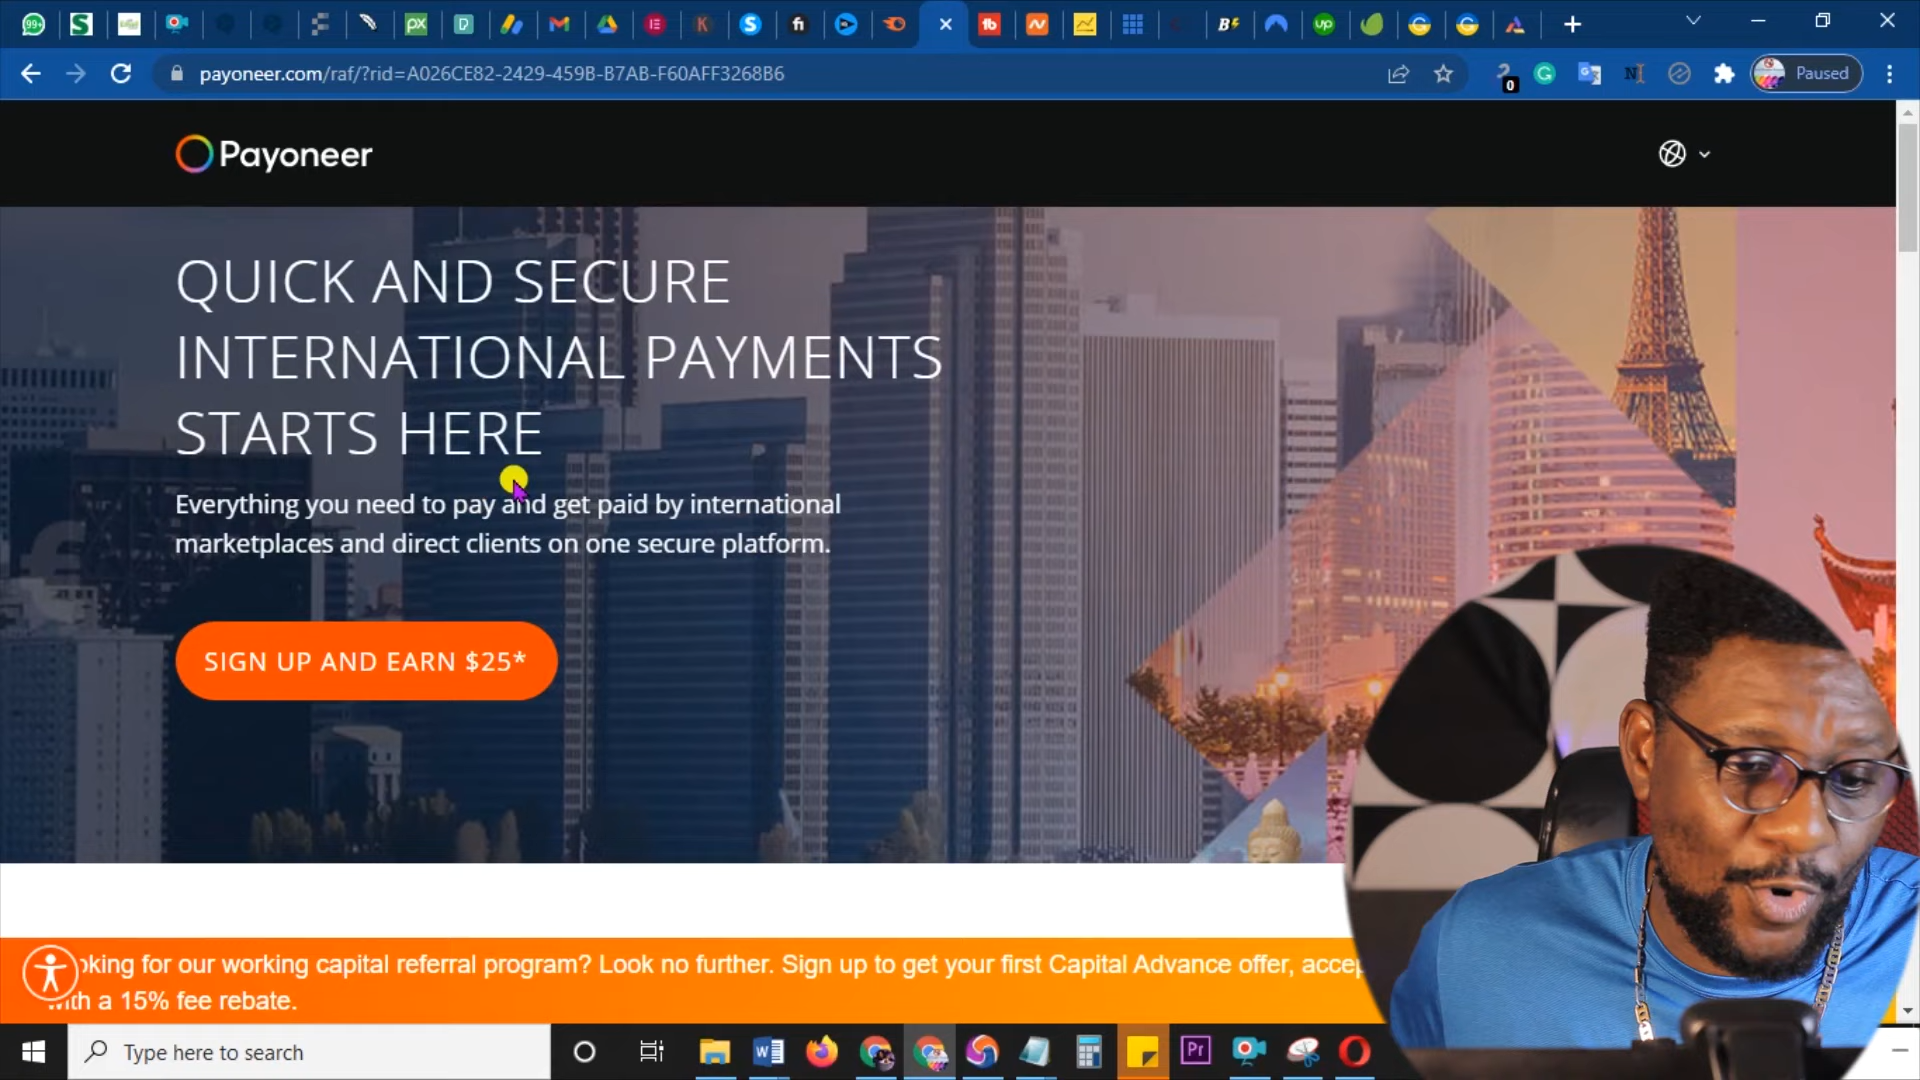 payoneer.com/raf/?rid=A026CE82-2429-459B-B7AB-F60AFF3268B6
0
Paused
Payoneer
QUICK AND SECURE
INTERNATIONAL PAYMENTS
STARTS HERE
Everything you need to pay and get paid by international
marketplaces and direct clients on one secure platform.
SIGN UP AND EARN $25*
king for our working capital referral program? Look no further. Sign up to get your first Capital Advance offer,
with a 15% fee rebate.
Type here to search